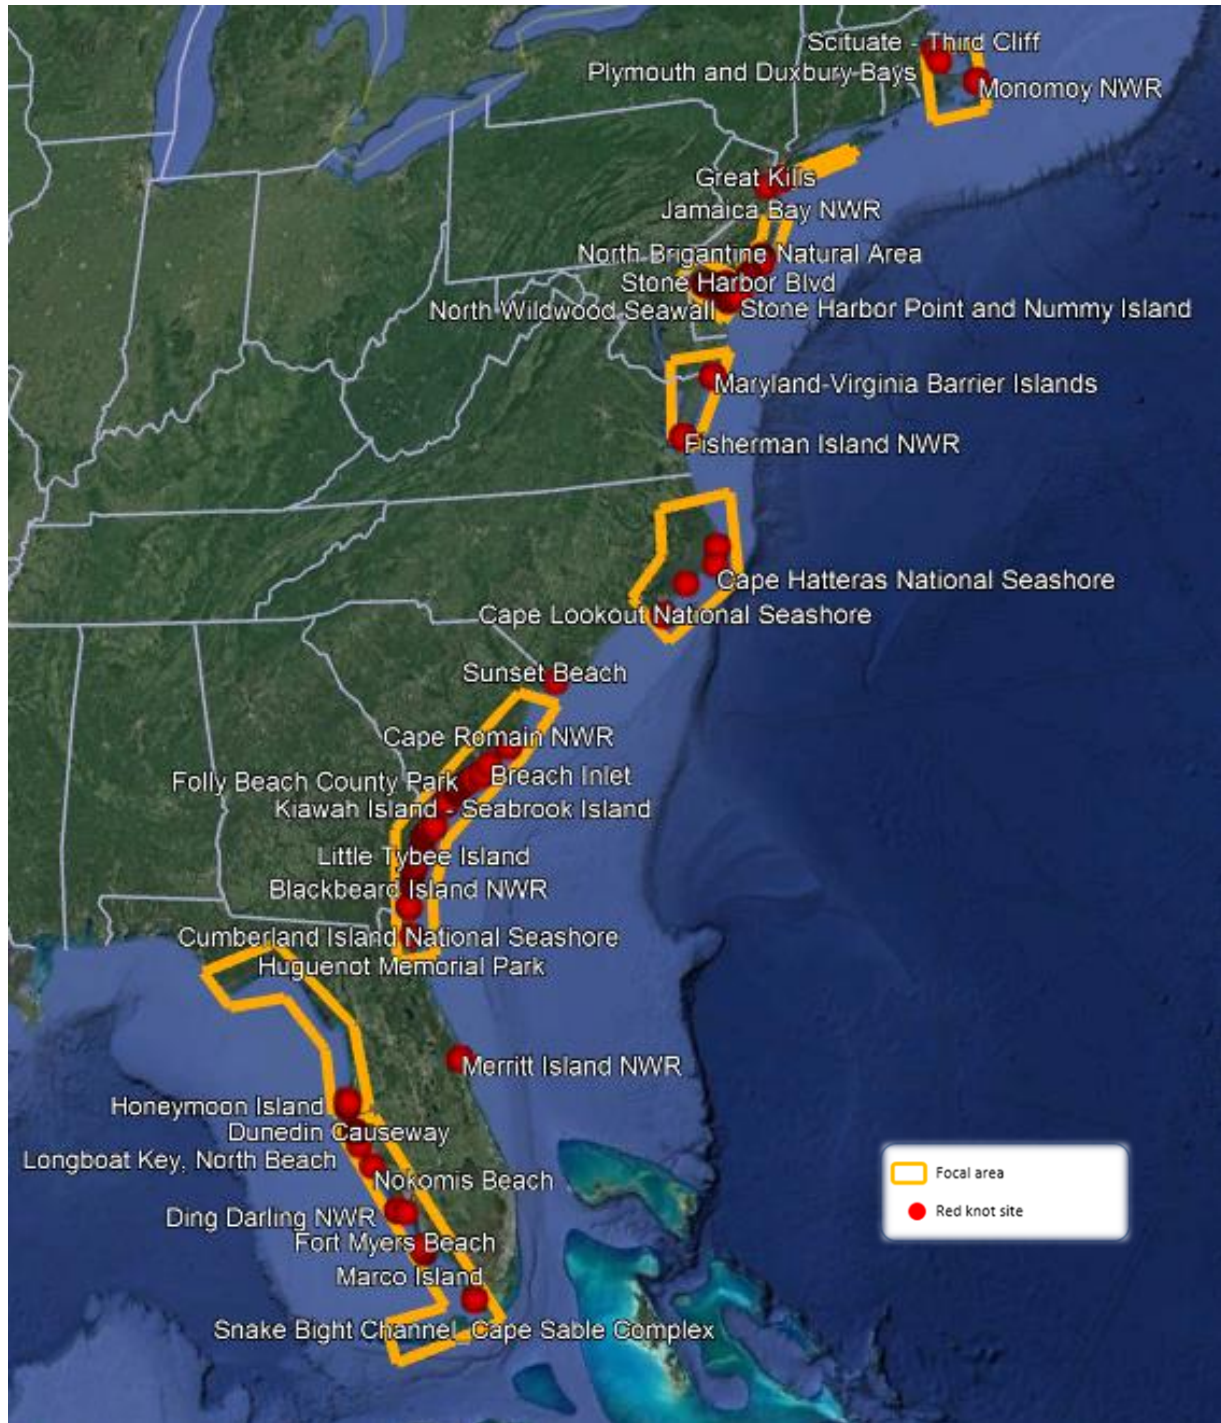 Scituate - Third Cliff
Plymouth and Duxbury Bays
Monomoy NWR
Great Kills
Jamaica Bay NWR
North Brigantine Natural Area
Stone Harbor Blvd
North Wildwood Seawall
Stone Harbor Point and Nummy Island
Maryland-Virginia Barrier Islands
Fisherman Island NWR
Cape Hatteras National Seashore
Cape Lookout National Seashore
Sunset Beach
Cape Romain NWR
Breach Inlet
Folly Beach County Park
Kiawah Island - Seabrook Island
Little Tybee Island
Blackbeard Island NWR
Cumberland Island National Seashore
Huguenot Memorial Park
Merritt Island NWR
Honeymoon Island
Dunedin Causeway
Longboat Key, North Beach
Nokomis Beach
Ding Darling NWR
Fort Myers Beach
Marco Island
Snake Bight Channel, Cape Sable Complex
Focal area
Red knot site